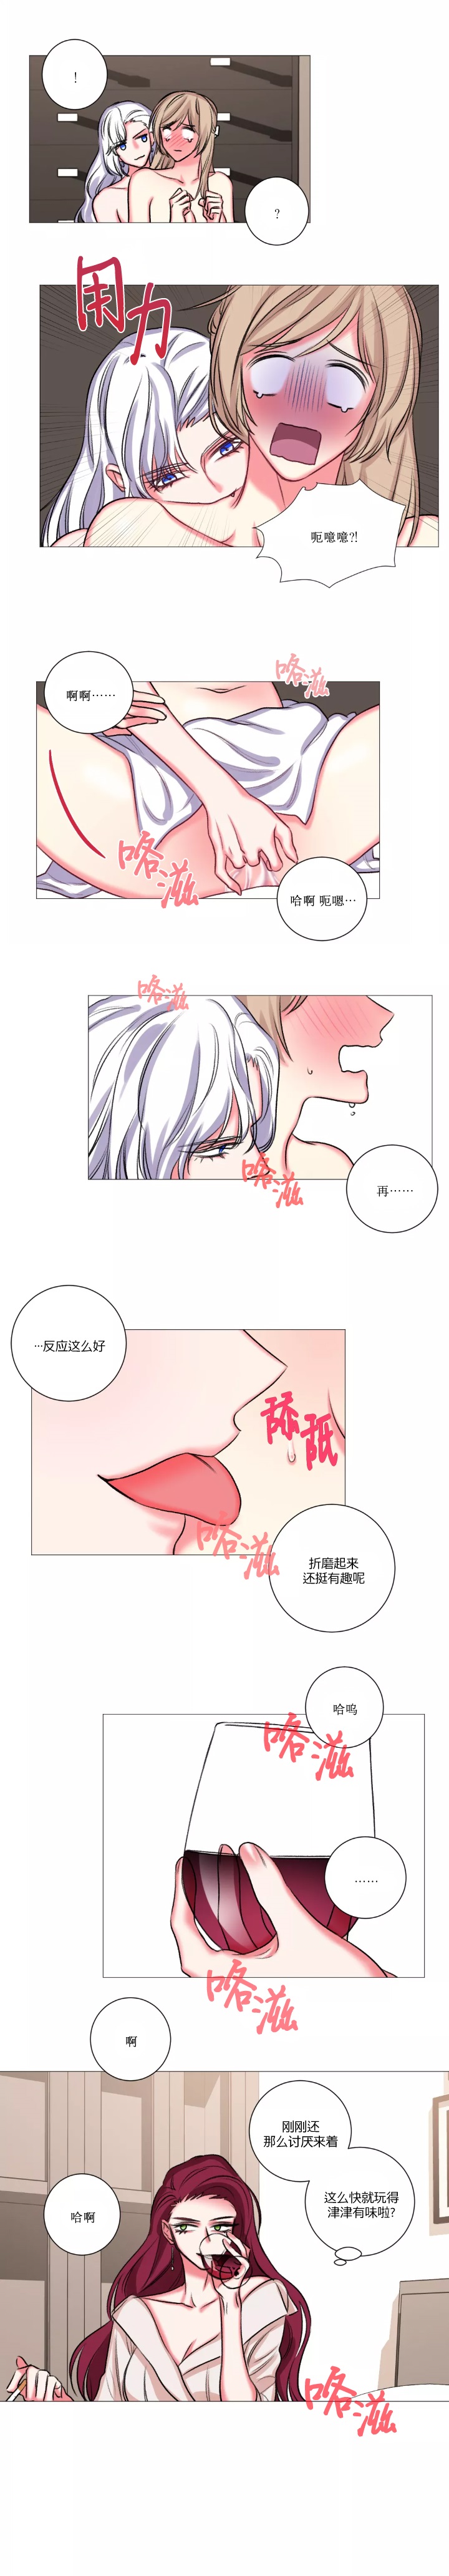 !
?
用力
呃噫噫?!
啊啊……
咯滋
咯滋
哈啊 呃嗯…
咯滋
咯滋
再……
…反应这么好
舔
舐
咯滋
折磨起来
还挺有趣呢
哈呜
咯滋
……
咯滋
啊
刚刚还
那么讨厌来着
这么快就玩得
津津有味啦?
哈啊
咯滋